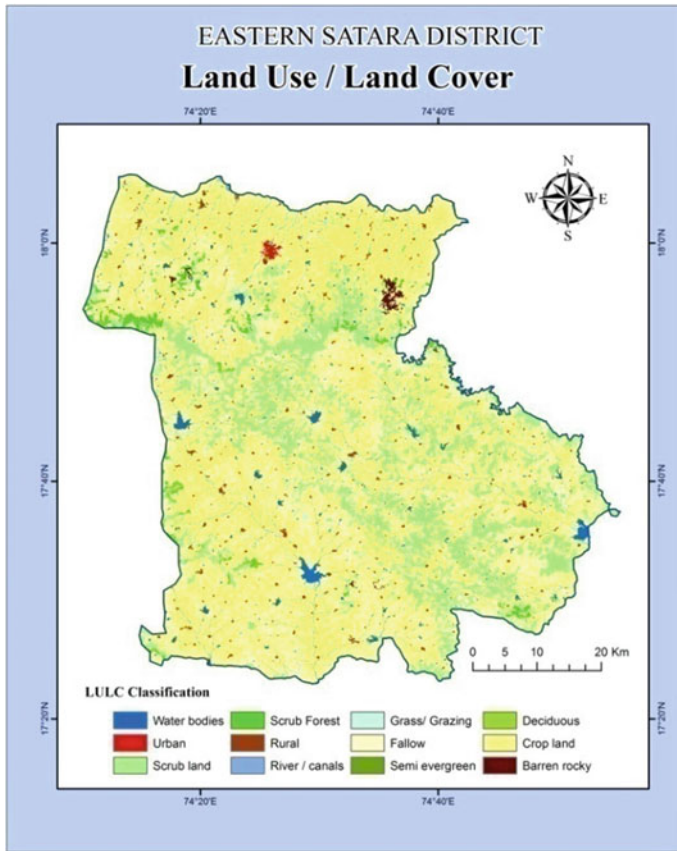 EASTERN SATARA DISTRICT
Land Use / Land Cover
74°20'E 74°40'E
N
W E
S
18°0'N 18°0'N
17°40'N 17°40'N
0 5 10 20 Km
LULC Classification
17°20'N 17°20'N
Water bodies Scrub Forest Grass/ Grazing Deciduous
Urban Rural Fallow Crop land
Scrub land River / canals Semi evergreen Barren rocky
74°20'E 74°40'E